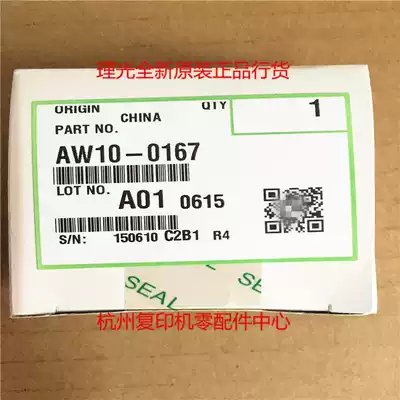 理光全新原装正品行货
ORIGIN CHINA QTY 1
PART NO.
AW10-0167
LOT NO. A01 0615
S/N: 150610 C2B1 R4
SEAL SEAL
杭州复印机零配件中心